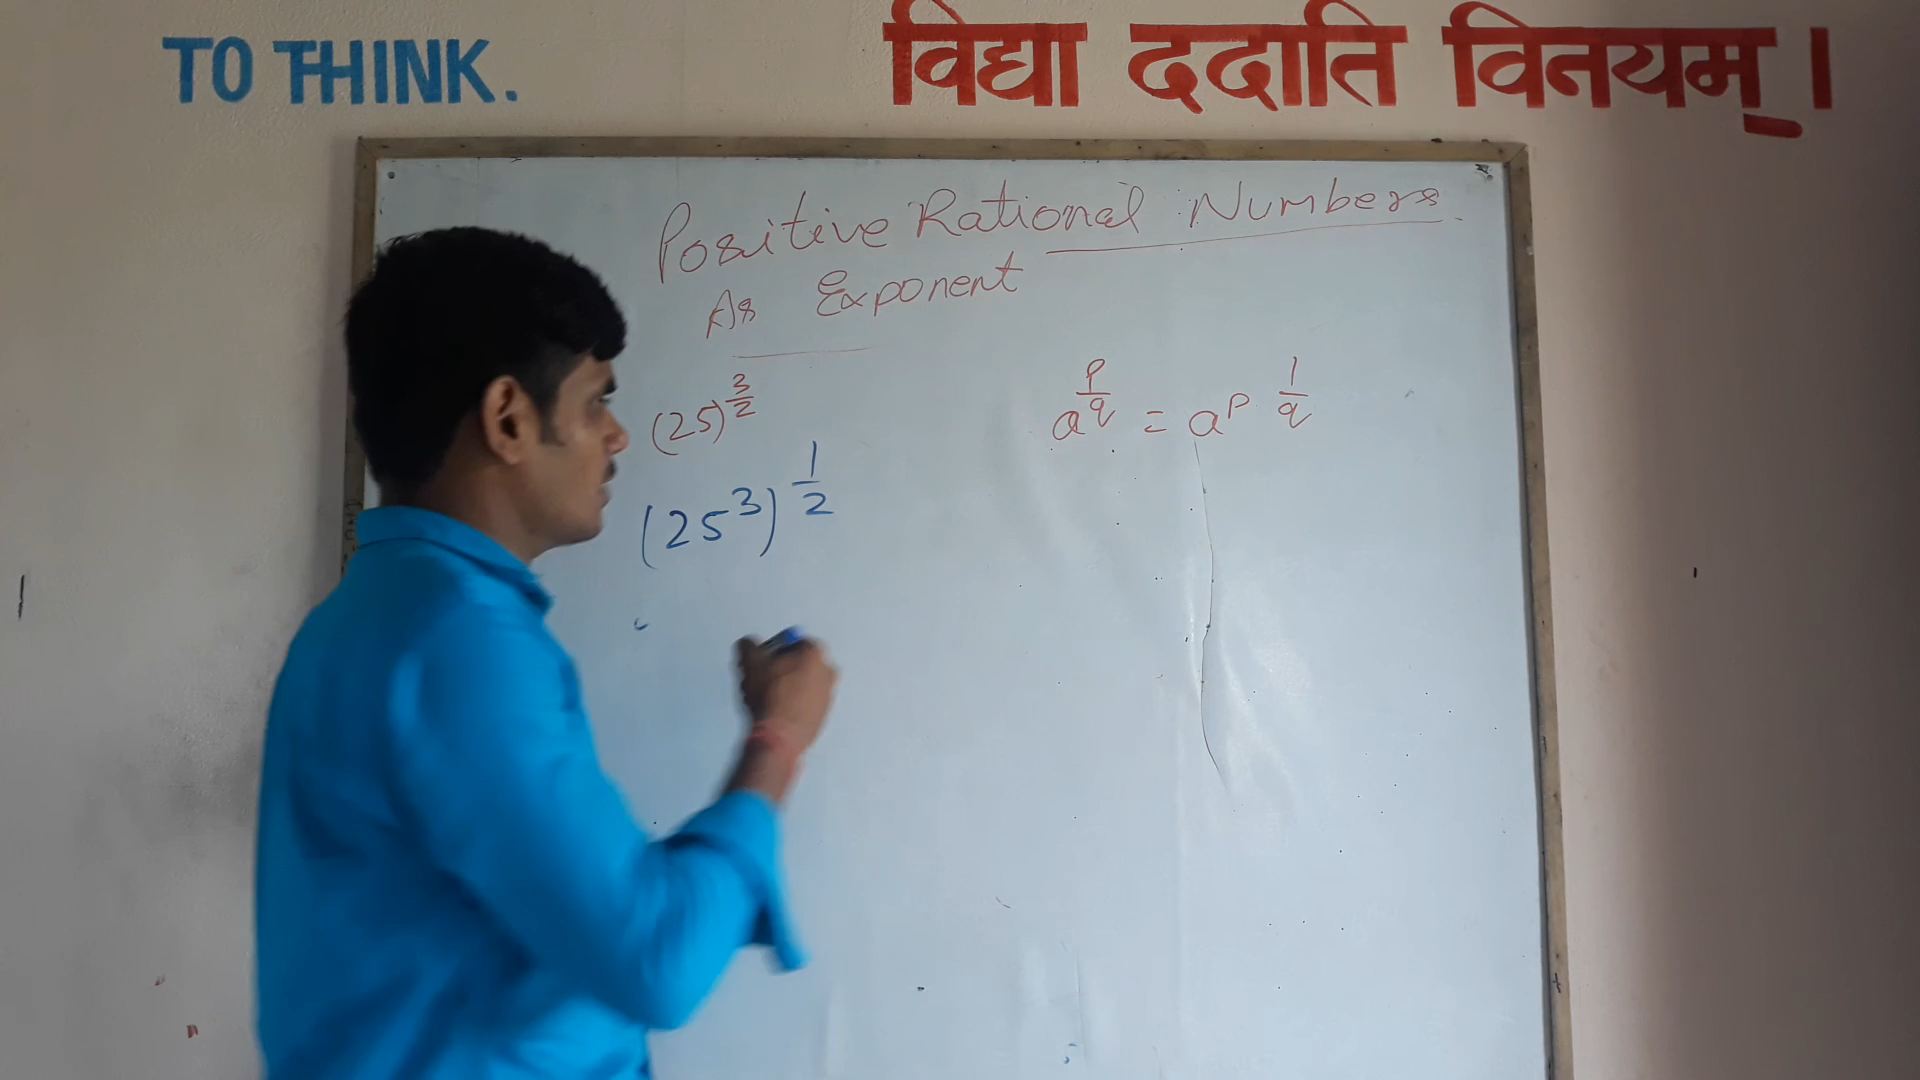 TO THINK.
विद्या ददाति विनयम् ।
Positive Rational Numbers.
As Exponent
(25)^{3/2}
a^{p/q} = a^{p 1/q}
(25^3)^{1/2}